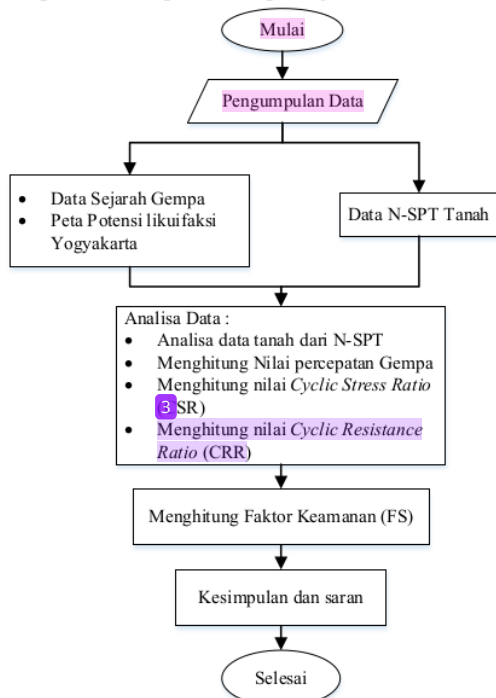 Mulai
Pengumpulan Data
• Data Sejarah Gempa
• Peta Potensi likuifaksi
Yogyakarta
Data N-SPT Tanah
Analisa Data :
• Analisa data tanah dari N-SPT
• Menghitung Nilai percepatan Gempa
• Menghitung nilai Cyclic Stress Ratio
3 SR)
• Menghitung nilai Cyclic Resistance
Ratio (CRR)
Menghitung Faktor Keamanan (FS)
Kesimpulan dan saran
Selesai